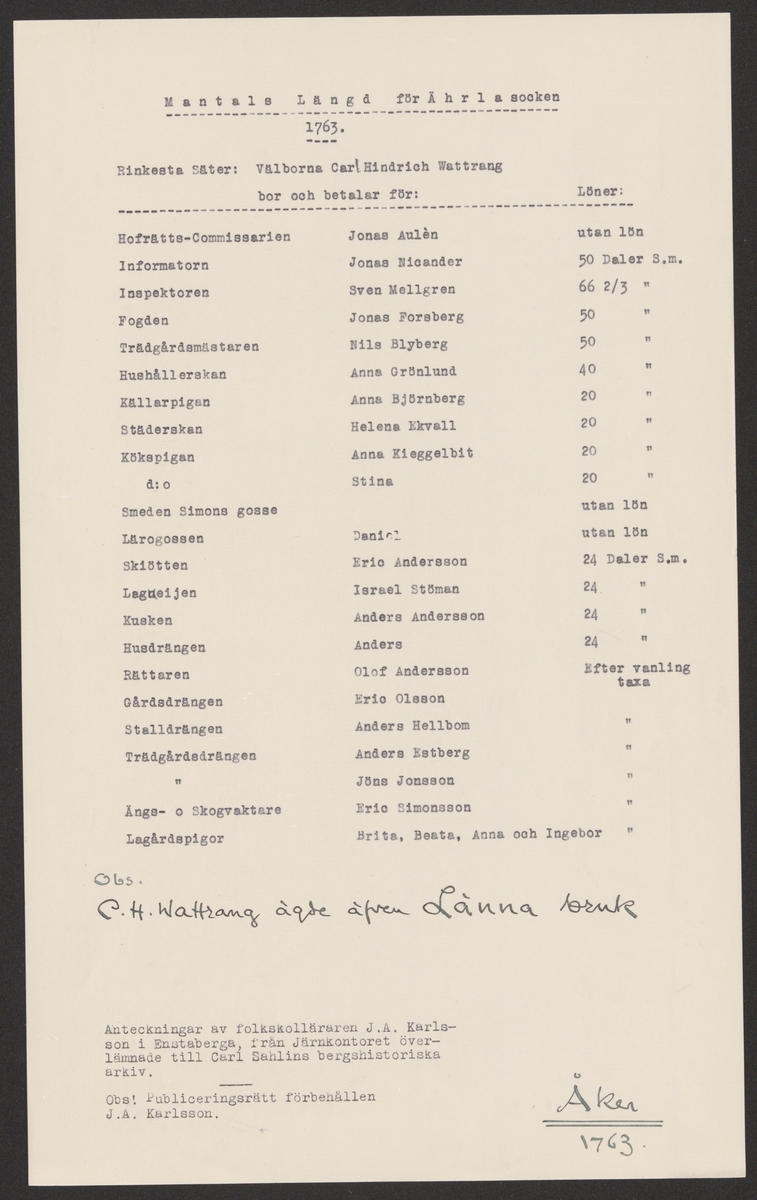 Mantals Längd för Ährla socken
1763.
Rinkesta Säter: Välborna Carl Hindrich Wattrang
bor och betalar för: Löner:
Hofrätts-Commissarien Jonas Aulèn utan lön
Informatorn Jonas Nicander 50 Daler S.m.
Inspektoren Sven Mellgren 66 2/3 "
Fogden Jonas Forsberg 50 "
Trädgårdsmästaren Nils Blyberg 50 "
Hushållerskan Anna Grönlund 40 "
Källarpigan Anna Björnberg 20 "
Städerskan Helena Ekvall 20 "
Kökspigan Anna Kieggelbit 20 "
d:o Stina 20 "
Smeden Simons gosse utan lön
Lärogossen Daniel utan lön
Skiötten Eric Andersson 24 Daler S.m.
Israel Stöman 24 "
Kusken Anders Andersson 24 "
Husdrängen Anders 24 "
Rättaren Olof Andersson Efter vanling
taxa
Gårdsdrängen Eric Olsson
Stalldrängen Anders Hellbom "
Trädgårdsdrängen Anders Estberg "
" Jöns Jonsson "
Ängs- o Skogvaktare Eric Simonsson "
Lagårdspigor Brita, Beata, Anna och Ingebor "
Obs.
C.H. Wattrang ägde äfven Länna bruk
Anteckningar av folkskolläraren J.A. Karls-
son i Enstaberga, från Järnkontoret över-
lämnade till Carl Sahlins bergshistoriska
arkiv.
Obs! Publiceringsrätt förbehållen
J.A. Karlsson.
Åker
1763.